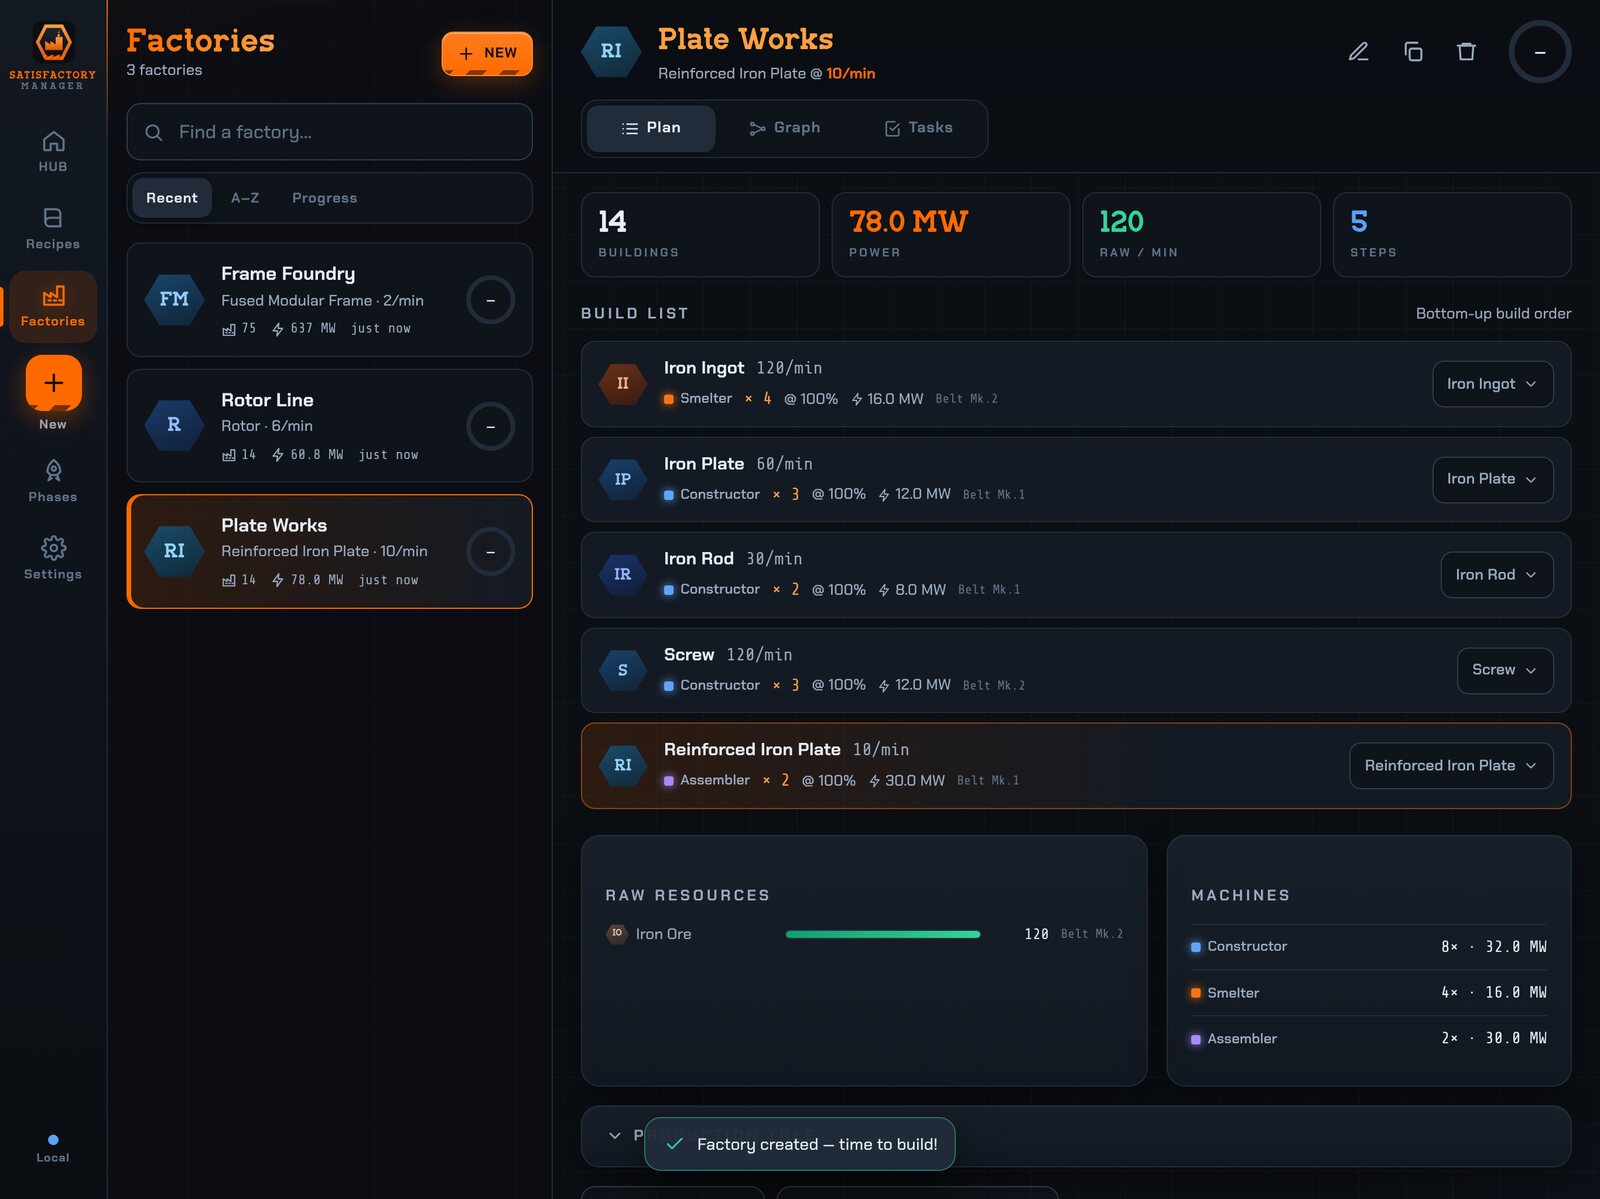 SATISFACTORY
MANAGER
HUB
Recipes
Factories
New
Phases
Settings
Local
Factories
3 factories
NEW
Find a factory...
Recent
A–Z
Progress
FM
Frame Foundry
Fused Modular Frame · 2/min
75 637 MW just now
–
R
Rotor Line
Rotor · 6/min
14 60.8 MW just now
–
RI
Plate Works
Reinforced Iron Plate · 10/min
14 78.0 MW just now
–
RI
Plate Works
Reinforced Iron Plate @ 10/min
–
Plan
Graph
Tasks
14
BUILDINGS
78.0 MW
POWER
120
RAW / MIN
5
STEPS
BUILD LIST
Bottom-up build order
II
Iron Ingot 120/min
Smelter × 4 @ 100% 16.0 MW Belt Mk.2
Iron Ingot
IP
Iron Plate 60/min
Constructor × 3 @ 100% 12.0 MW Belt Mk.1
Iron Plate
IR
Iron Rod 30/min
Constructor × 2 @ 100% 8.0 MW Belt Mk.1
Iron Rod
S
Screw 120/min
Constructor × 3 @ 100% 12.0 MW Belt Mk.2
Screw
RI
Reinforced Iron Plate 10/min
Assembler × 2 @ 100% 30.0 MW Belt Mk.1
Reinforced Iron Plate
RAW RESOURCES
IO
Iron Ore 120 Belt Mk.2
MACHINES
Constructor 8× · 32.0 MW
Smelter 4× · 16.0 MW
Assembler 2× · 30.0 MW
Factory created – time to build!